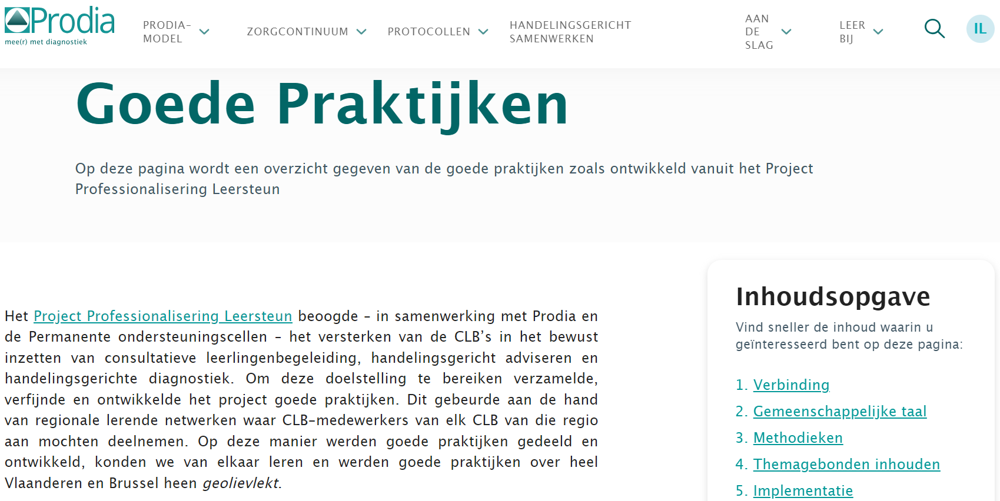 Prodia
mee(r) met diagnostiek
PRODIA-
MODEL
ZORGCONTINUUM
PROTOCOLLEN
HANDELINGSGERICHT
SAMENWERKEN
AAN
DE
SLAG
LEER
BIJ
IL
Goede Praktijken
Op deze pagina wordt een overzicht gegeven van de goede praktijken zoals ontwikkeld vanuit het Project
Professionalisering Leersteun
Het Project Professionalisering Leersteun beoogde – in samenwerking met Prodia en
de Permanente ondersteuningscellen – het versterken van de CLB’s in het bewust
inzetten van consultatieve leerlingenbegeleiding, handelingsgericht adviseren en
handelingsgerichte diagnostiek. Om deze doelstelling te bereiken verzamelde,
verfijnde en ontwikkelde het project goede praktijken. Dit gebeurde aan de hand
van regionale lerende netwerken waar CLB-medewerkers van elk CLB van die regio
aan mochten deelnemen. Op deze manier werden goede praktijken gedeeld en
ontwikkeld, konden we van elkaar leren en werden goede praktijken over heel
Vlaanderen en Brussel heen geolievlekt.
Inhoudsopgave
Vind sneller de inhoud waarin u
geïnteresseerd bent op deze pagina:
1. Verbinding
2. Gemeenschappelijke taal
3. Methodieken
4. Themagebonden inhouden
5. Implementatie